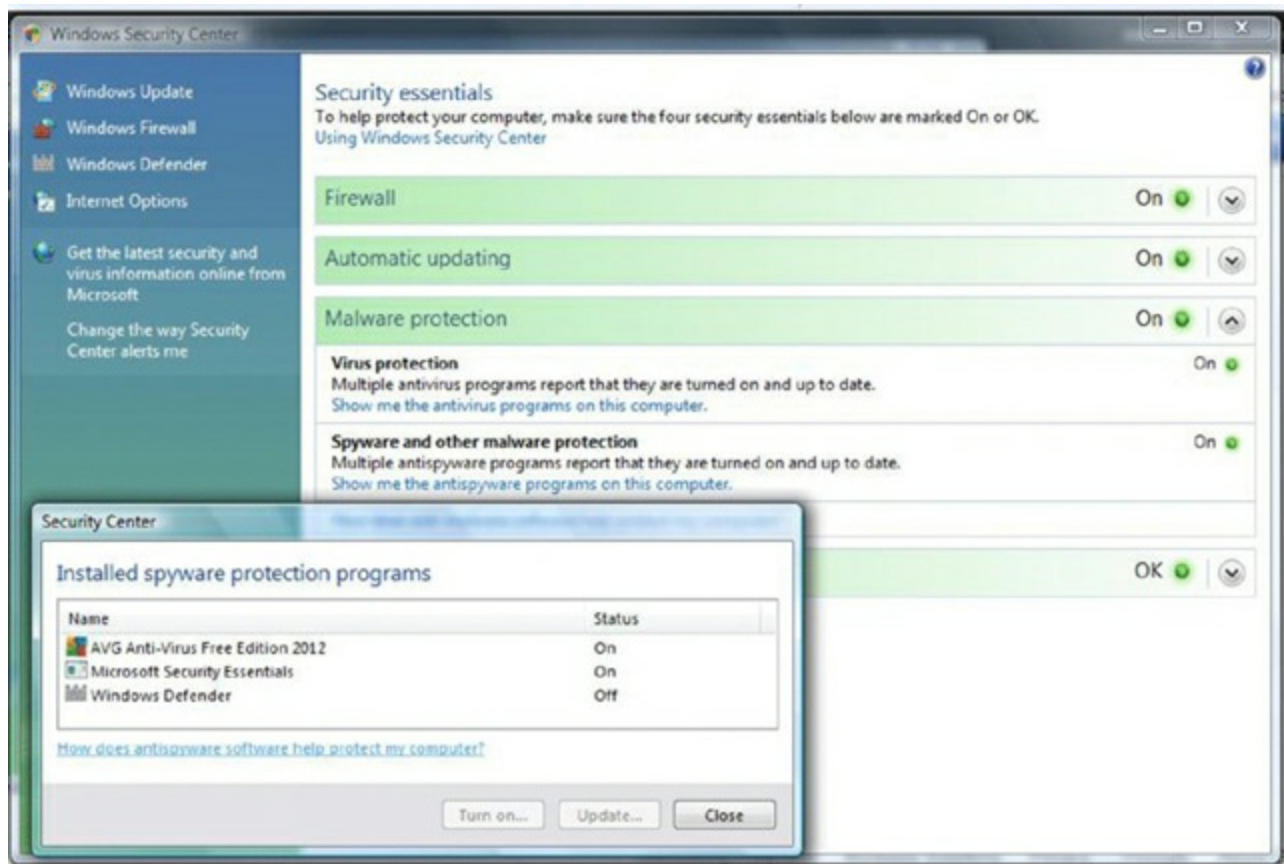 Windows Security Center
Windows Update
Windows Firewall
Windows Defender
Internet Options
Get the latest security and
virus information online from
Microsoft
Change the way Security
Center alerts me
Security essentials
To help protect your computer, make sure the four security essentials below are marked On or OK.
Using Windows Security Center
Firewall On
Automatic updating On
Malware protection On
Virus protection On
Multiple antivirus programs report that they are turned on and up to date.
Show me the antivirus programs on this computer.
Spyware and other malware protection On
Multiple antispyware programs report that they are turned on and up to date.
Show me the antispyware programs on this computer.
OK
Security Center
Installed spyware protection programs
Name Status
AVG Anti-Virus Free Edition 2012 On
Microsoft Security Essentials On
Windows Defender Off
How does antispyware software help protect my computer?
Turn on... Update... Close